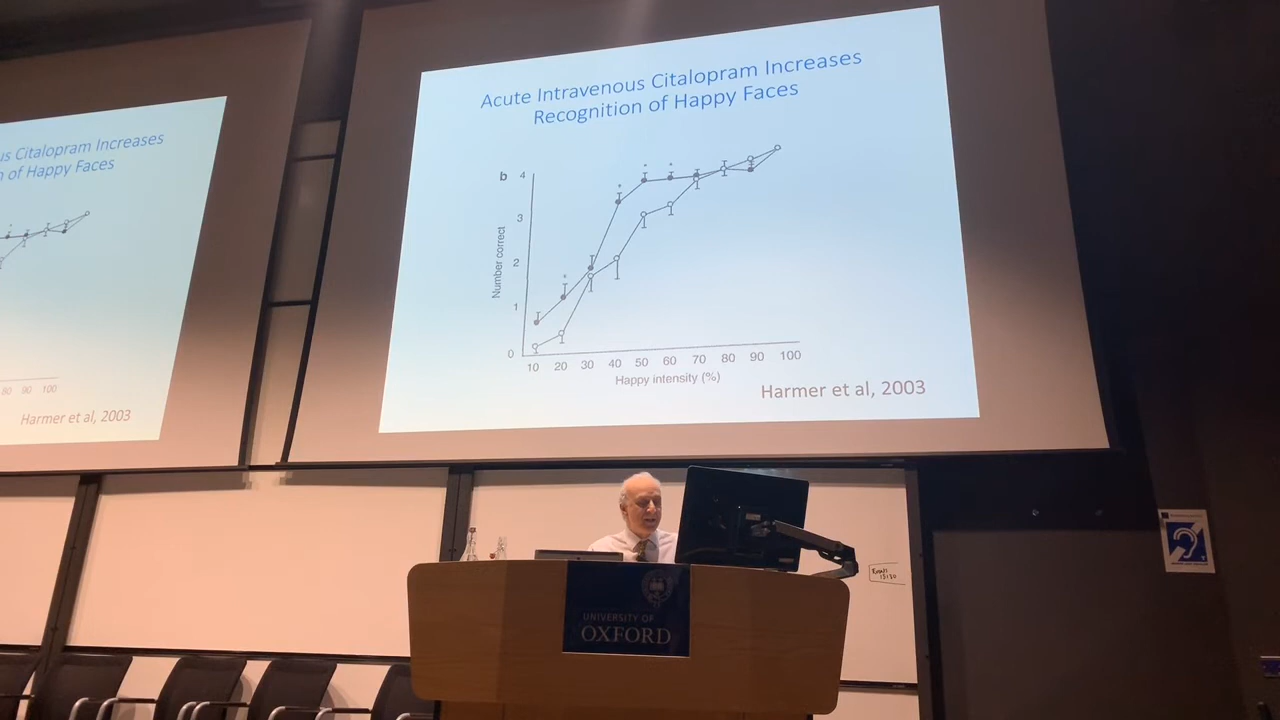 Acute Intravenous Citalopram Increases
Recognition of Happy Faces
b
4
3
2
1
0
Number correct
10 20 30 40 50 60 70 80 90 100
Happy intensity (%)
Harmer et al, 2003
Citalopram Increases
of Happy Faces
80 90 100
Harmer et al, 2003
UNIVERSITY OF
OXFORD